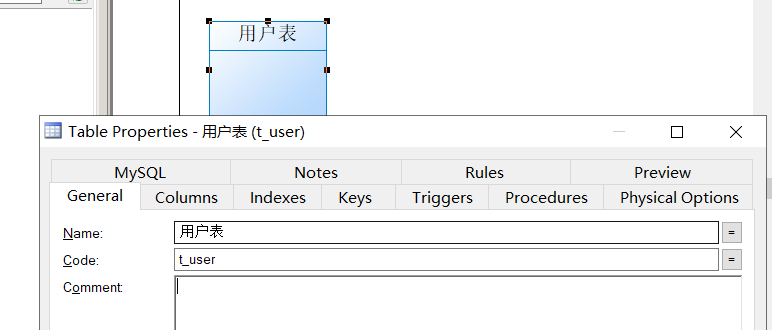 用户表
Table Properties - 用户表 (t_user)
MySQL Notes Rules Preview
General Columns Indexes Keys Triggers Procedures Physical Options
Name: 用户表 =
Code: t_user =
Comment: